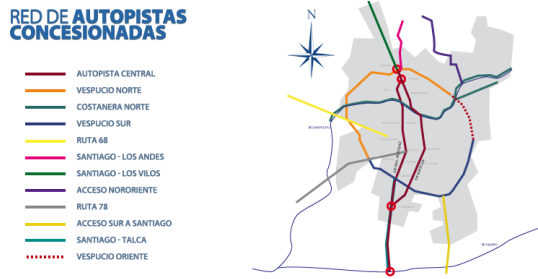 RED DE AUTOPISTAS
CONCESIONADAS
AUTOPISTA CENTRAL
VESPUCIO NORTE
COSTANERA NORTE
VESPUCIO SUR
RUTA 68
SANTIAGO - LOS ANDES
SANTIAGO - LOS VILOS
ACCESO NORORIENTE
RUTA 78
ACCESO SUR A SANTIAGO
SANTIAGO - TALCA
VESPUCIO ORIENTE
N